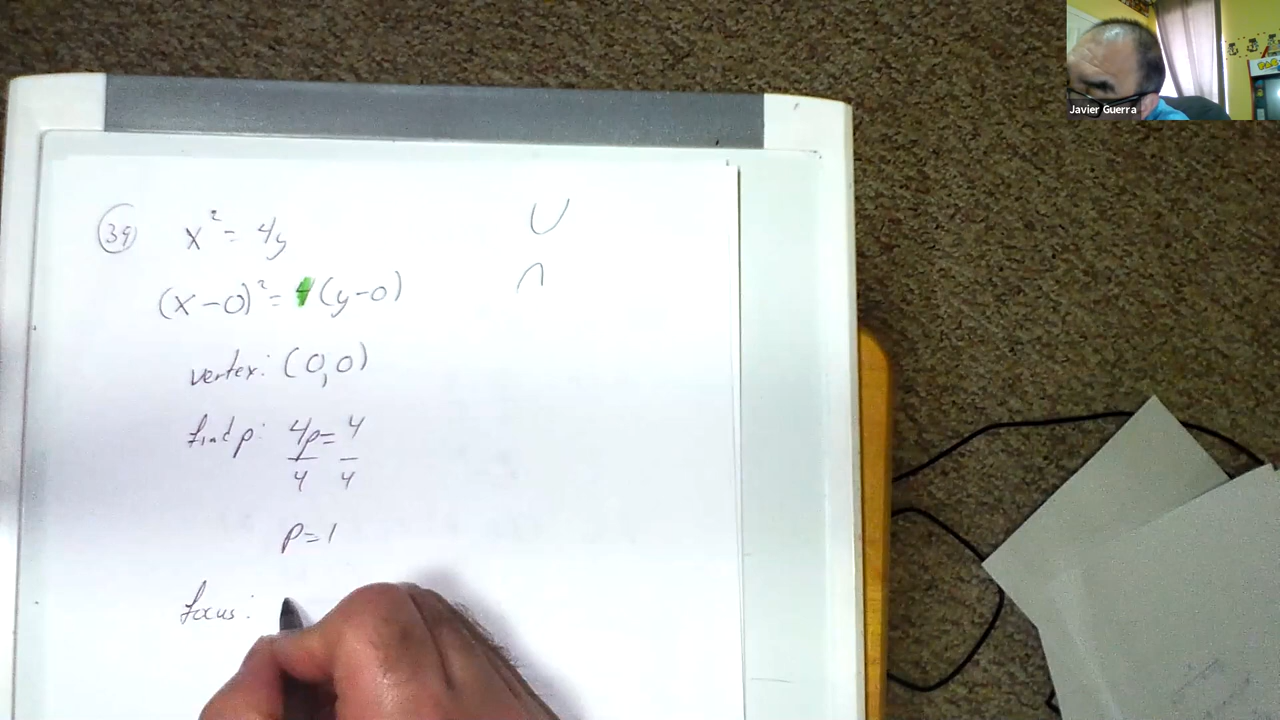 39 x² = 4y
(x-0)² = 4(y-0)
vertex: (0,0)
find p: 4p = 4
4 4
p = 1
focus:
Javier Guerra